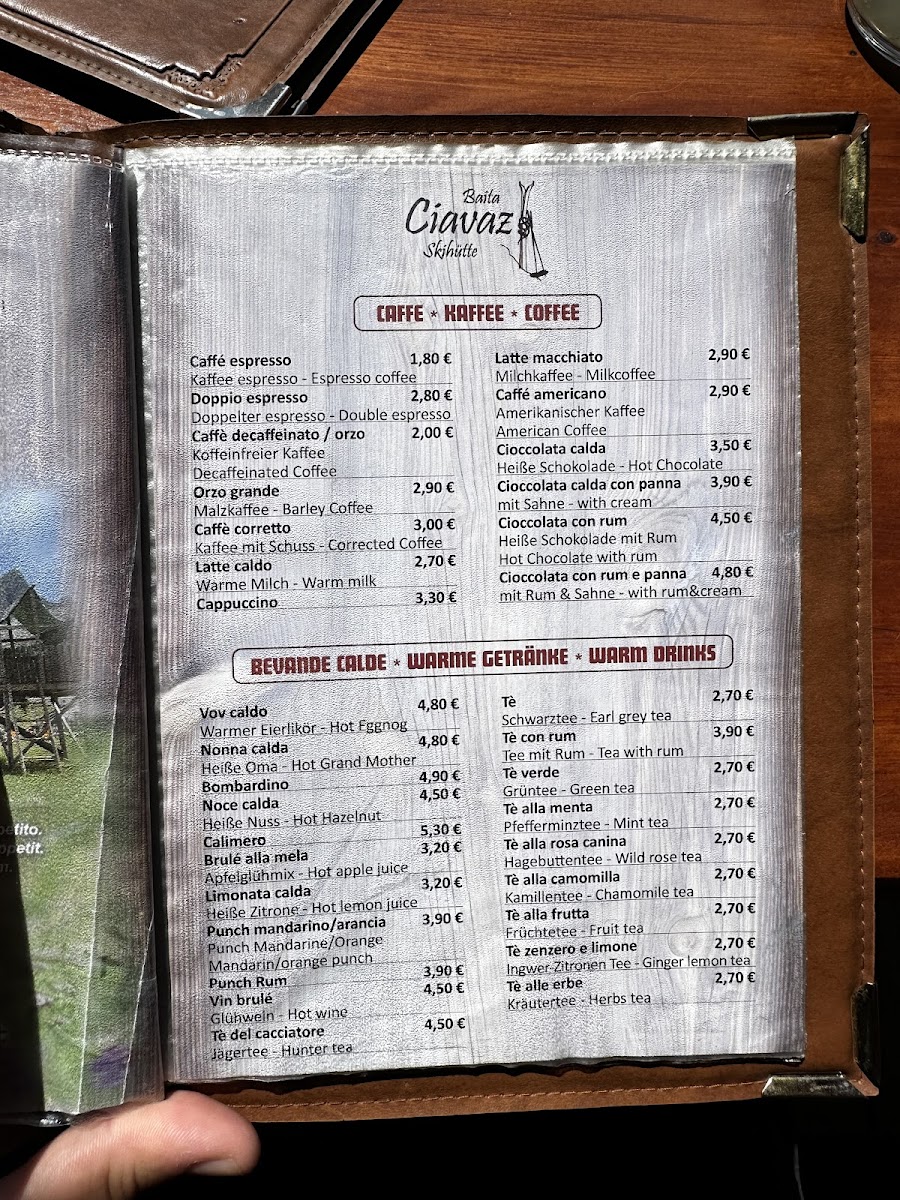 Baita
Ciavaz
Skihütte
CAFFE ★ KAFFEE ★ COFFEE
Caffé espresso 1,80 €
Kaffee espresso - Espresso coffee
Doppio espresso 2,80 €
Doppelter espresso - Double espresso
Caffè decaffeinato / orzo 2,00 €
Koffeinfreier Kaffee
Decaffeinated Coffee
Orzo grande 2,90 €
Malzkaffee - Barley Coffee
Caffè corretto 3,00 €
Kaffee mit Schuss - Corrected Coffee
Latte caldo 2,70 €
Warme Milch - Warm milk
Cappuccino 3,30 €
Latte macchiato 2,90 €
Milchkaffee - Milkcoffee
Caffé americano 2,90 €
Amerikanischer Kaffee
American Coffee
Cioccolata calda 3,50 €
Heiße Schokolade - Hot Chocolate
Cioccolata calda con panna 3,90 €
mit Sahne - with cream
Cioccolata con rum 4,50 €
Heiße Schokolade mit Rum
Hot Chocolate with rum
Cioccolata con rum e panna 4,80 €
mit Rum & Sahne - with rum&cream
BEVANDE CALDE ★ WARME GETRÄNKE ★ WARM DRINKS
Vov caldo 4,80 €
Warmer Eierlikör - Hot Eggnog
Nonna calda 4,80 €
Heiße Oma - Hot Grand Mother
Bombardino 4,90 €
Noce calda 4,50 €
Heiße Nuss - Hot Hazelnut
Calimero 5,30 €
Brulé alla mela 3,20 €
Apfelglühmix - Hot apple juice
Limonata calda 3,20 €
Heiße Zitrone - Hot lemon juice
Punch mandarino/arancia 3,90 €
Punch Mandarine/Orange
Mandarin/orange punch
Punch Rum 3,90 €
Vin brulé 4,50 €
Glühwein - Hot wine
Tè del cacciatore 4,50 €
Jägertee - Hunter tea
Tè 2,70 €
Schwarztee - Earl grey tea
Tè con rum 3,90 €
Tee mit Rum - Tea with rum
Tè verde 2,70 €
Grüntee - Green tea
Tè alla menta 2,70 €
Pfefferminztee - Mint tea
Tè alla rosa canina 2,70 €
Hagebuttentee - Wild rose tea
Tè alla camomilla 2,70 €
Kamillentee - Chamomile tea
Tè alla frutta 2,70 €
Früchtetee - Fruit tea
Tè zenzero e limone 2,70 €
Ingwer-Zitronen Tee - Ginger lemon tea
Tè alle erbe 2,70 €
Kräutertee - Herbs tea